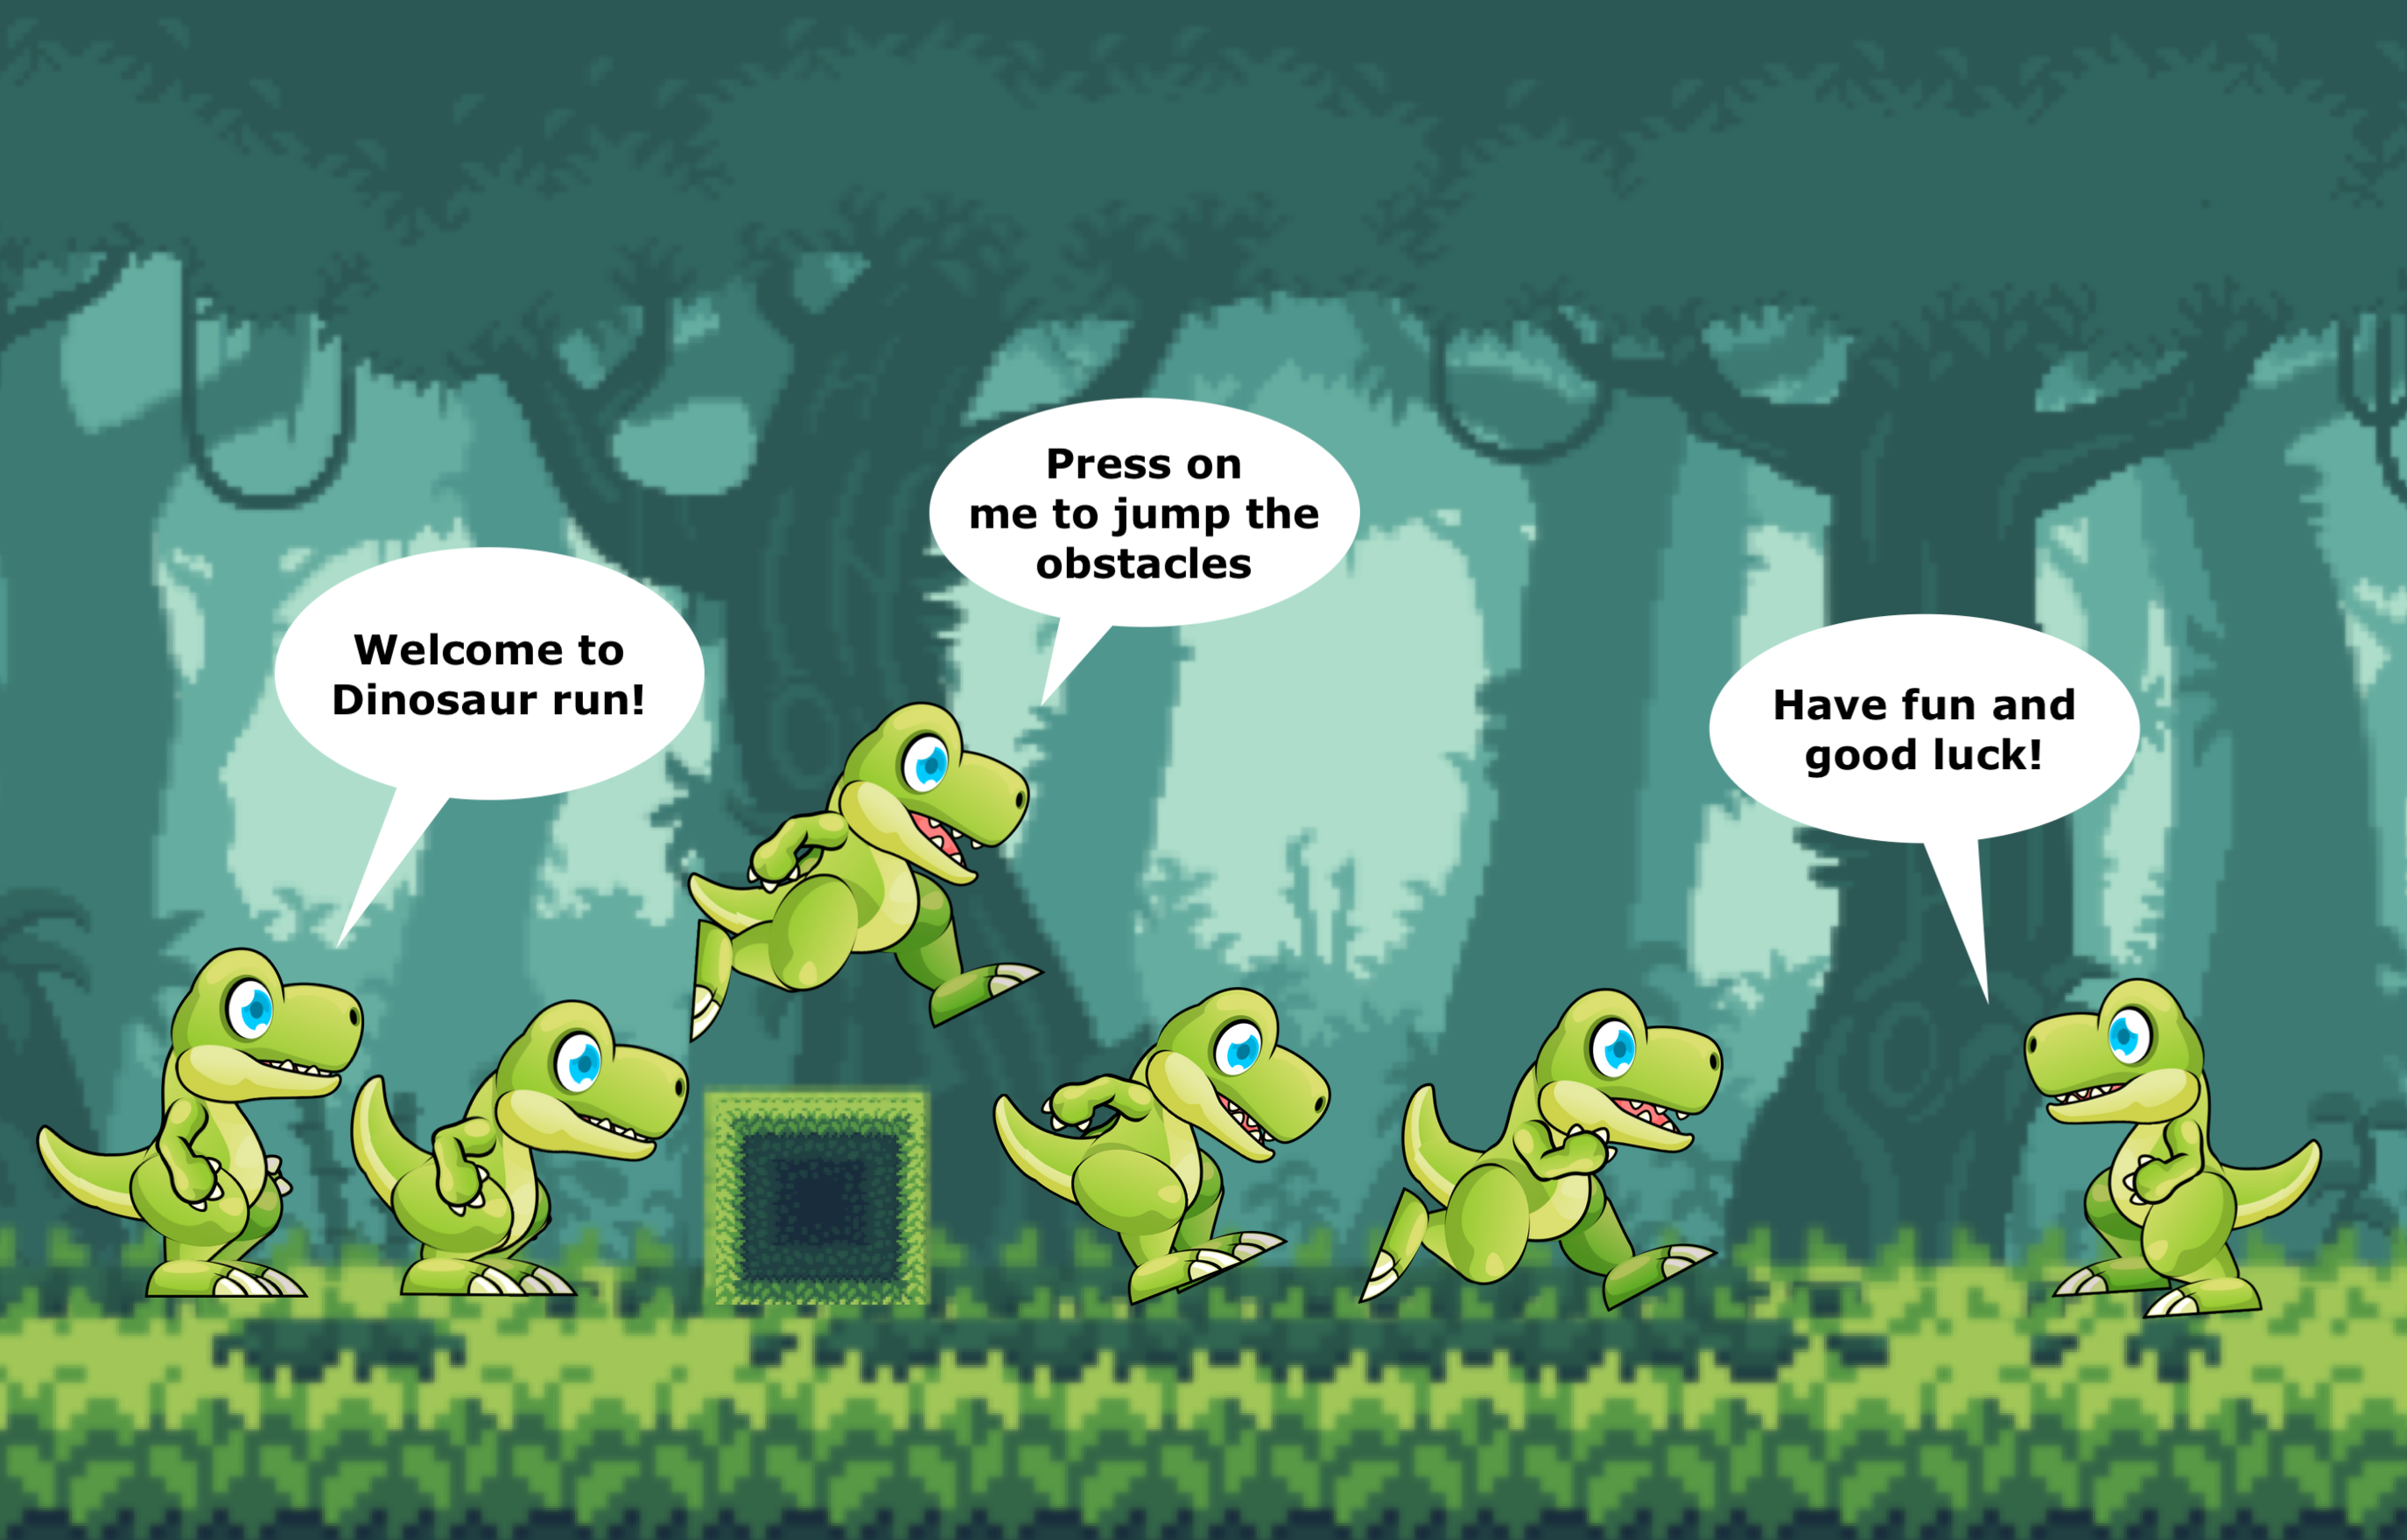 Welcome to
Dinosaur run!
Press on
me to jump the
obstacles
Have fun and
good luck!